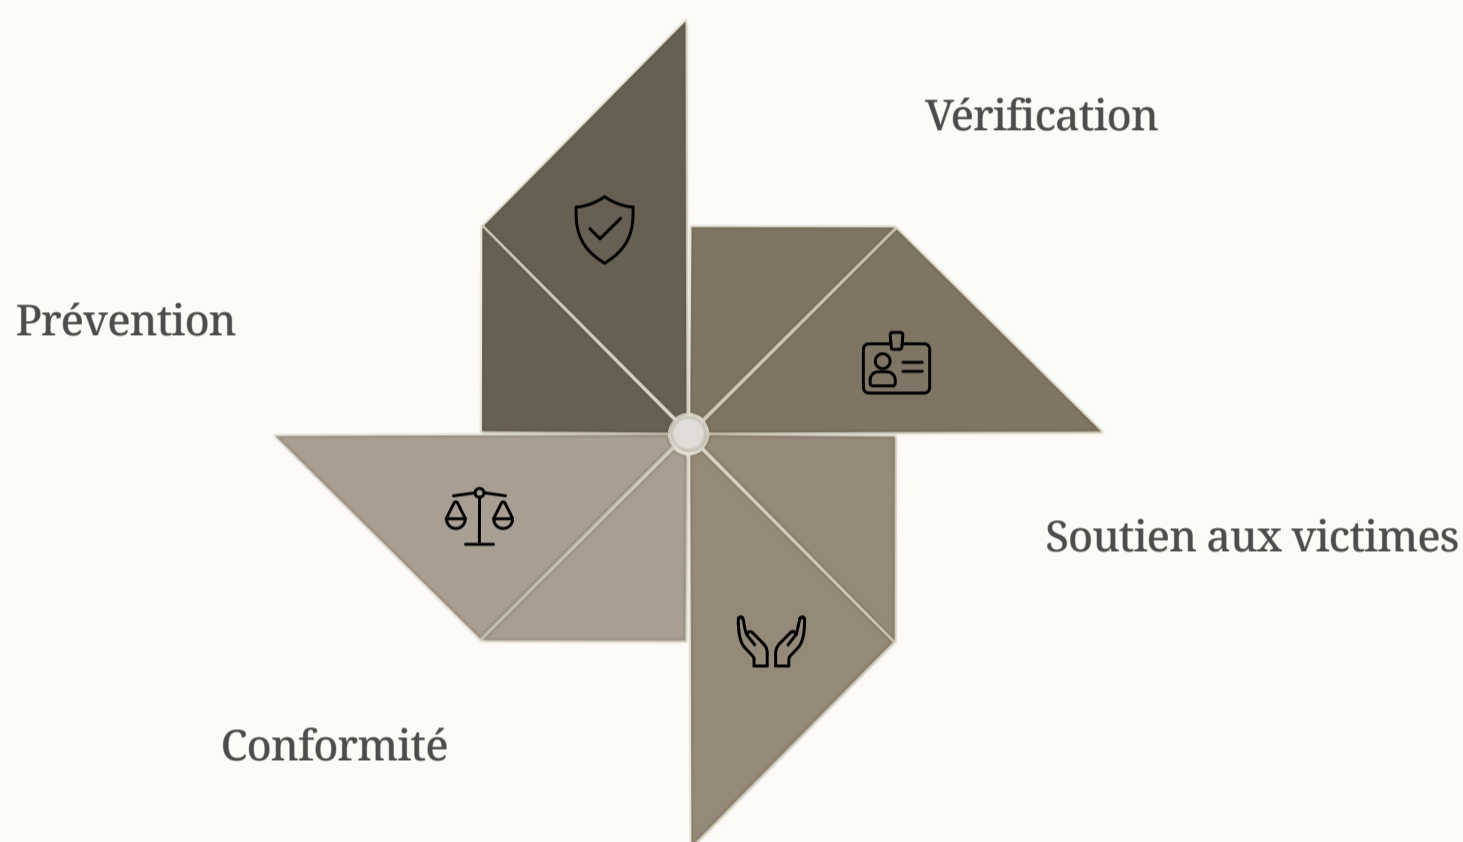 Vérification
Prévention
Soutien aux victimes
Conformité